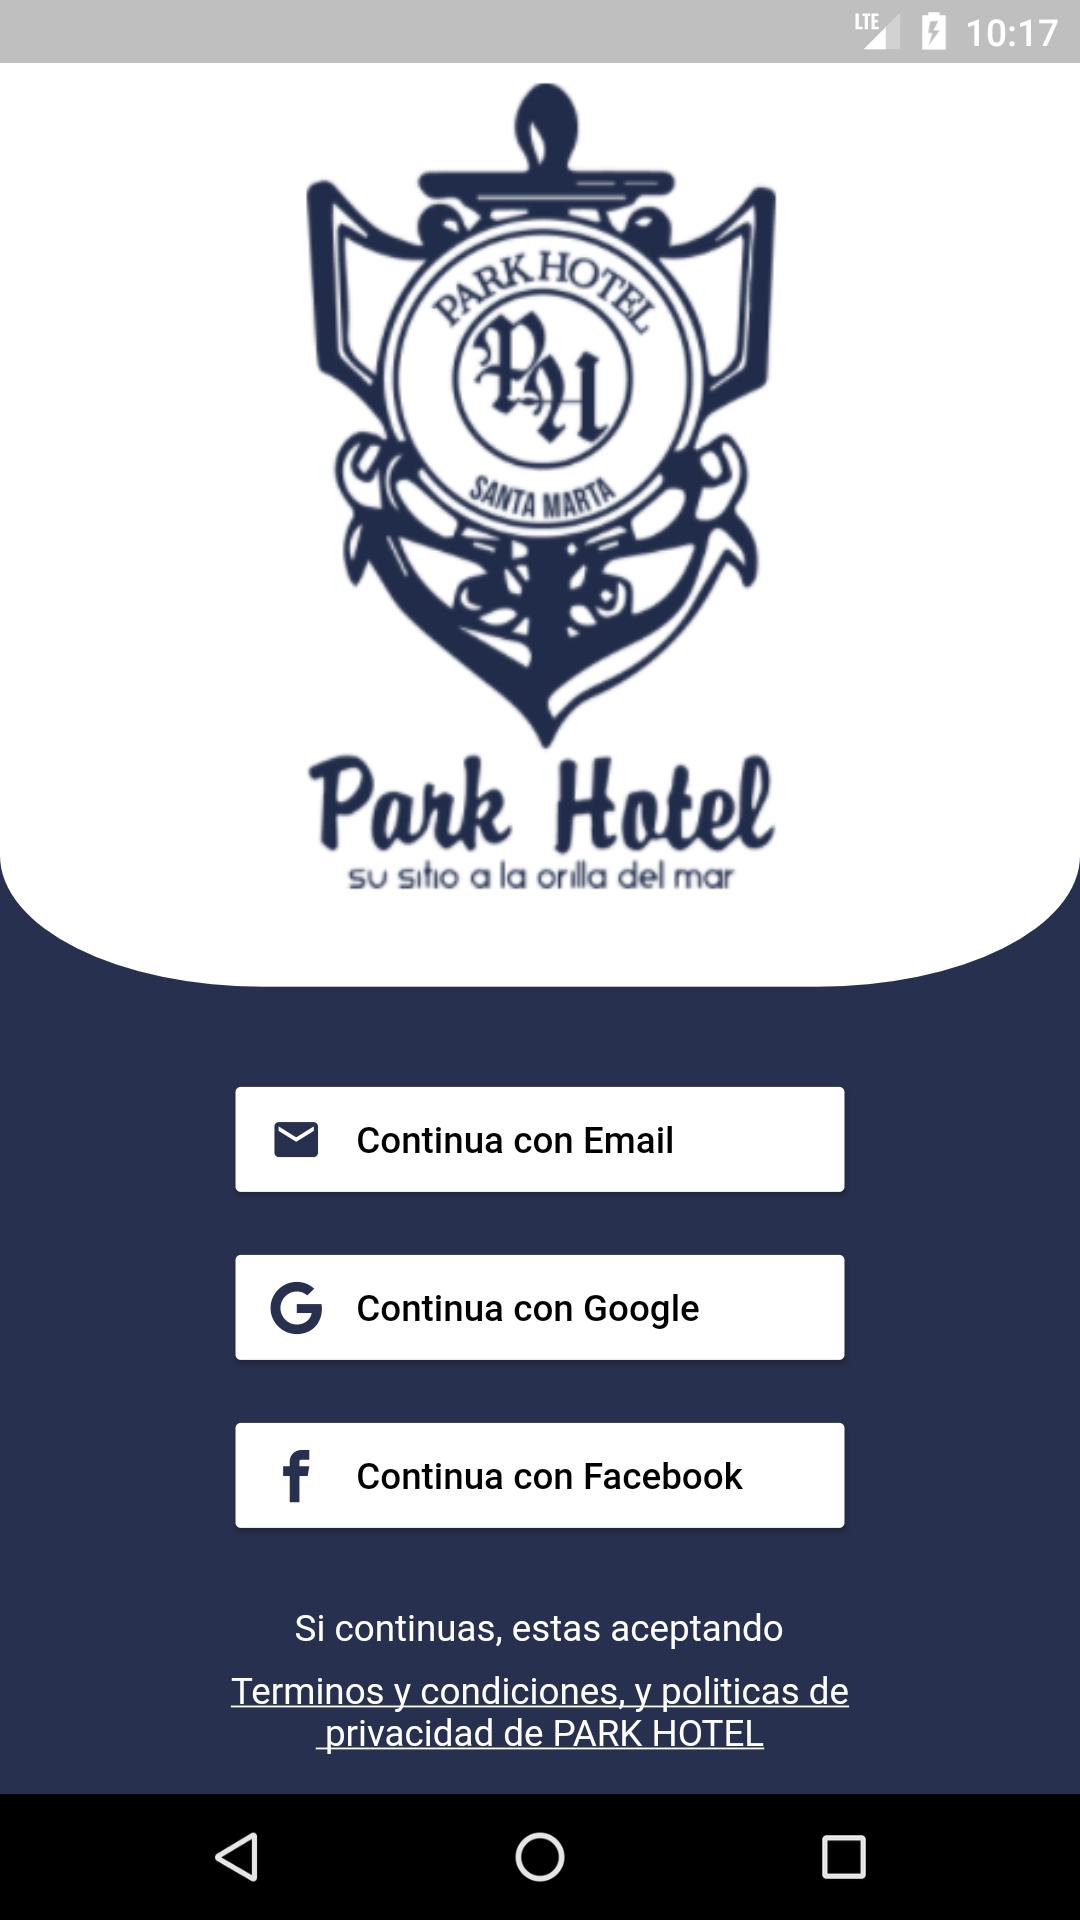 LTE 10:17
PARK HOTEL
PH
SANTA MARTA
Park Hotel
su sitio a la orilla del mar
Continua con Email
G Continua con Google
f Continua con Facebook
Si continuas, estas aceptando
Terminos y condiciones, y politicas de
privacidad de PARK HOTEL